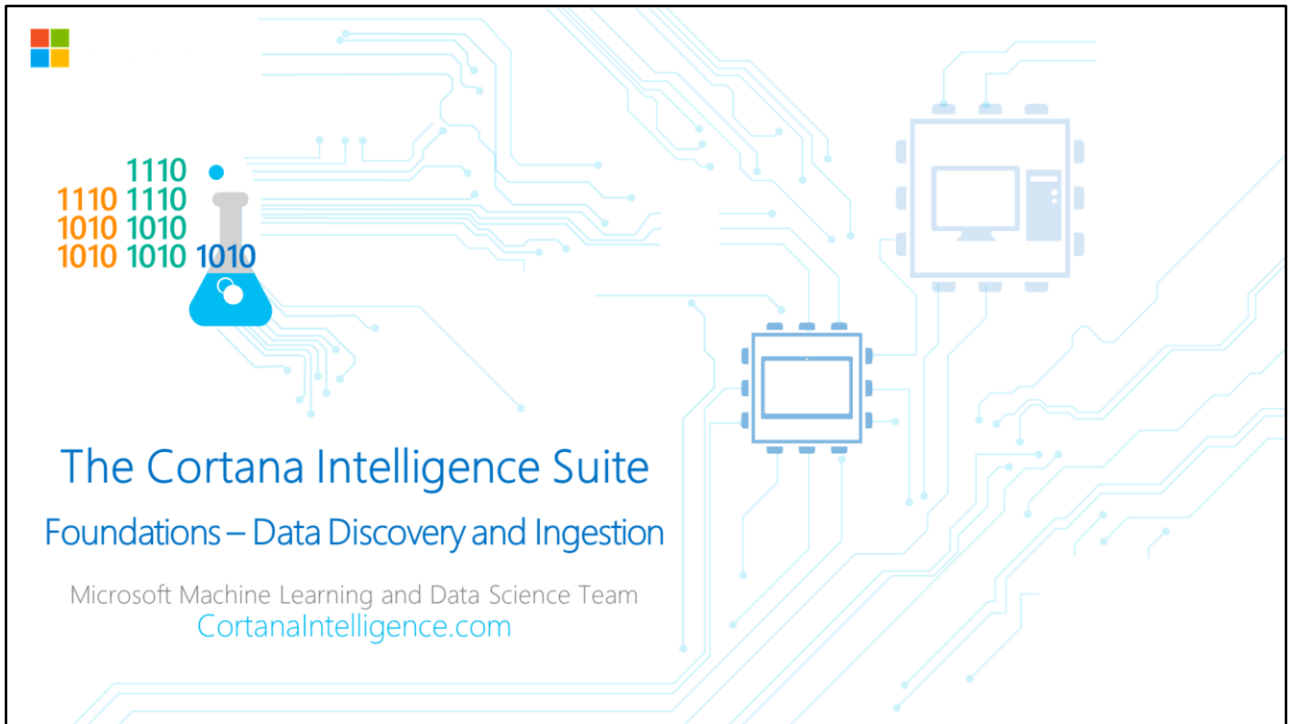 1110
1110 1110
1010 1010
1010 1010 1010
The Cortana Intelligence Suite
Foundations – Data Discovery and Ingestion
Microsoft Machine Learning and Data Science Team
CortanaIntelligence.com